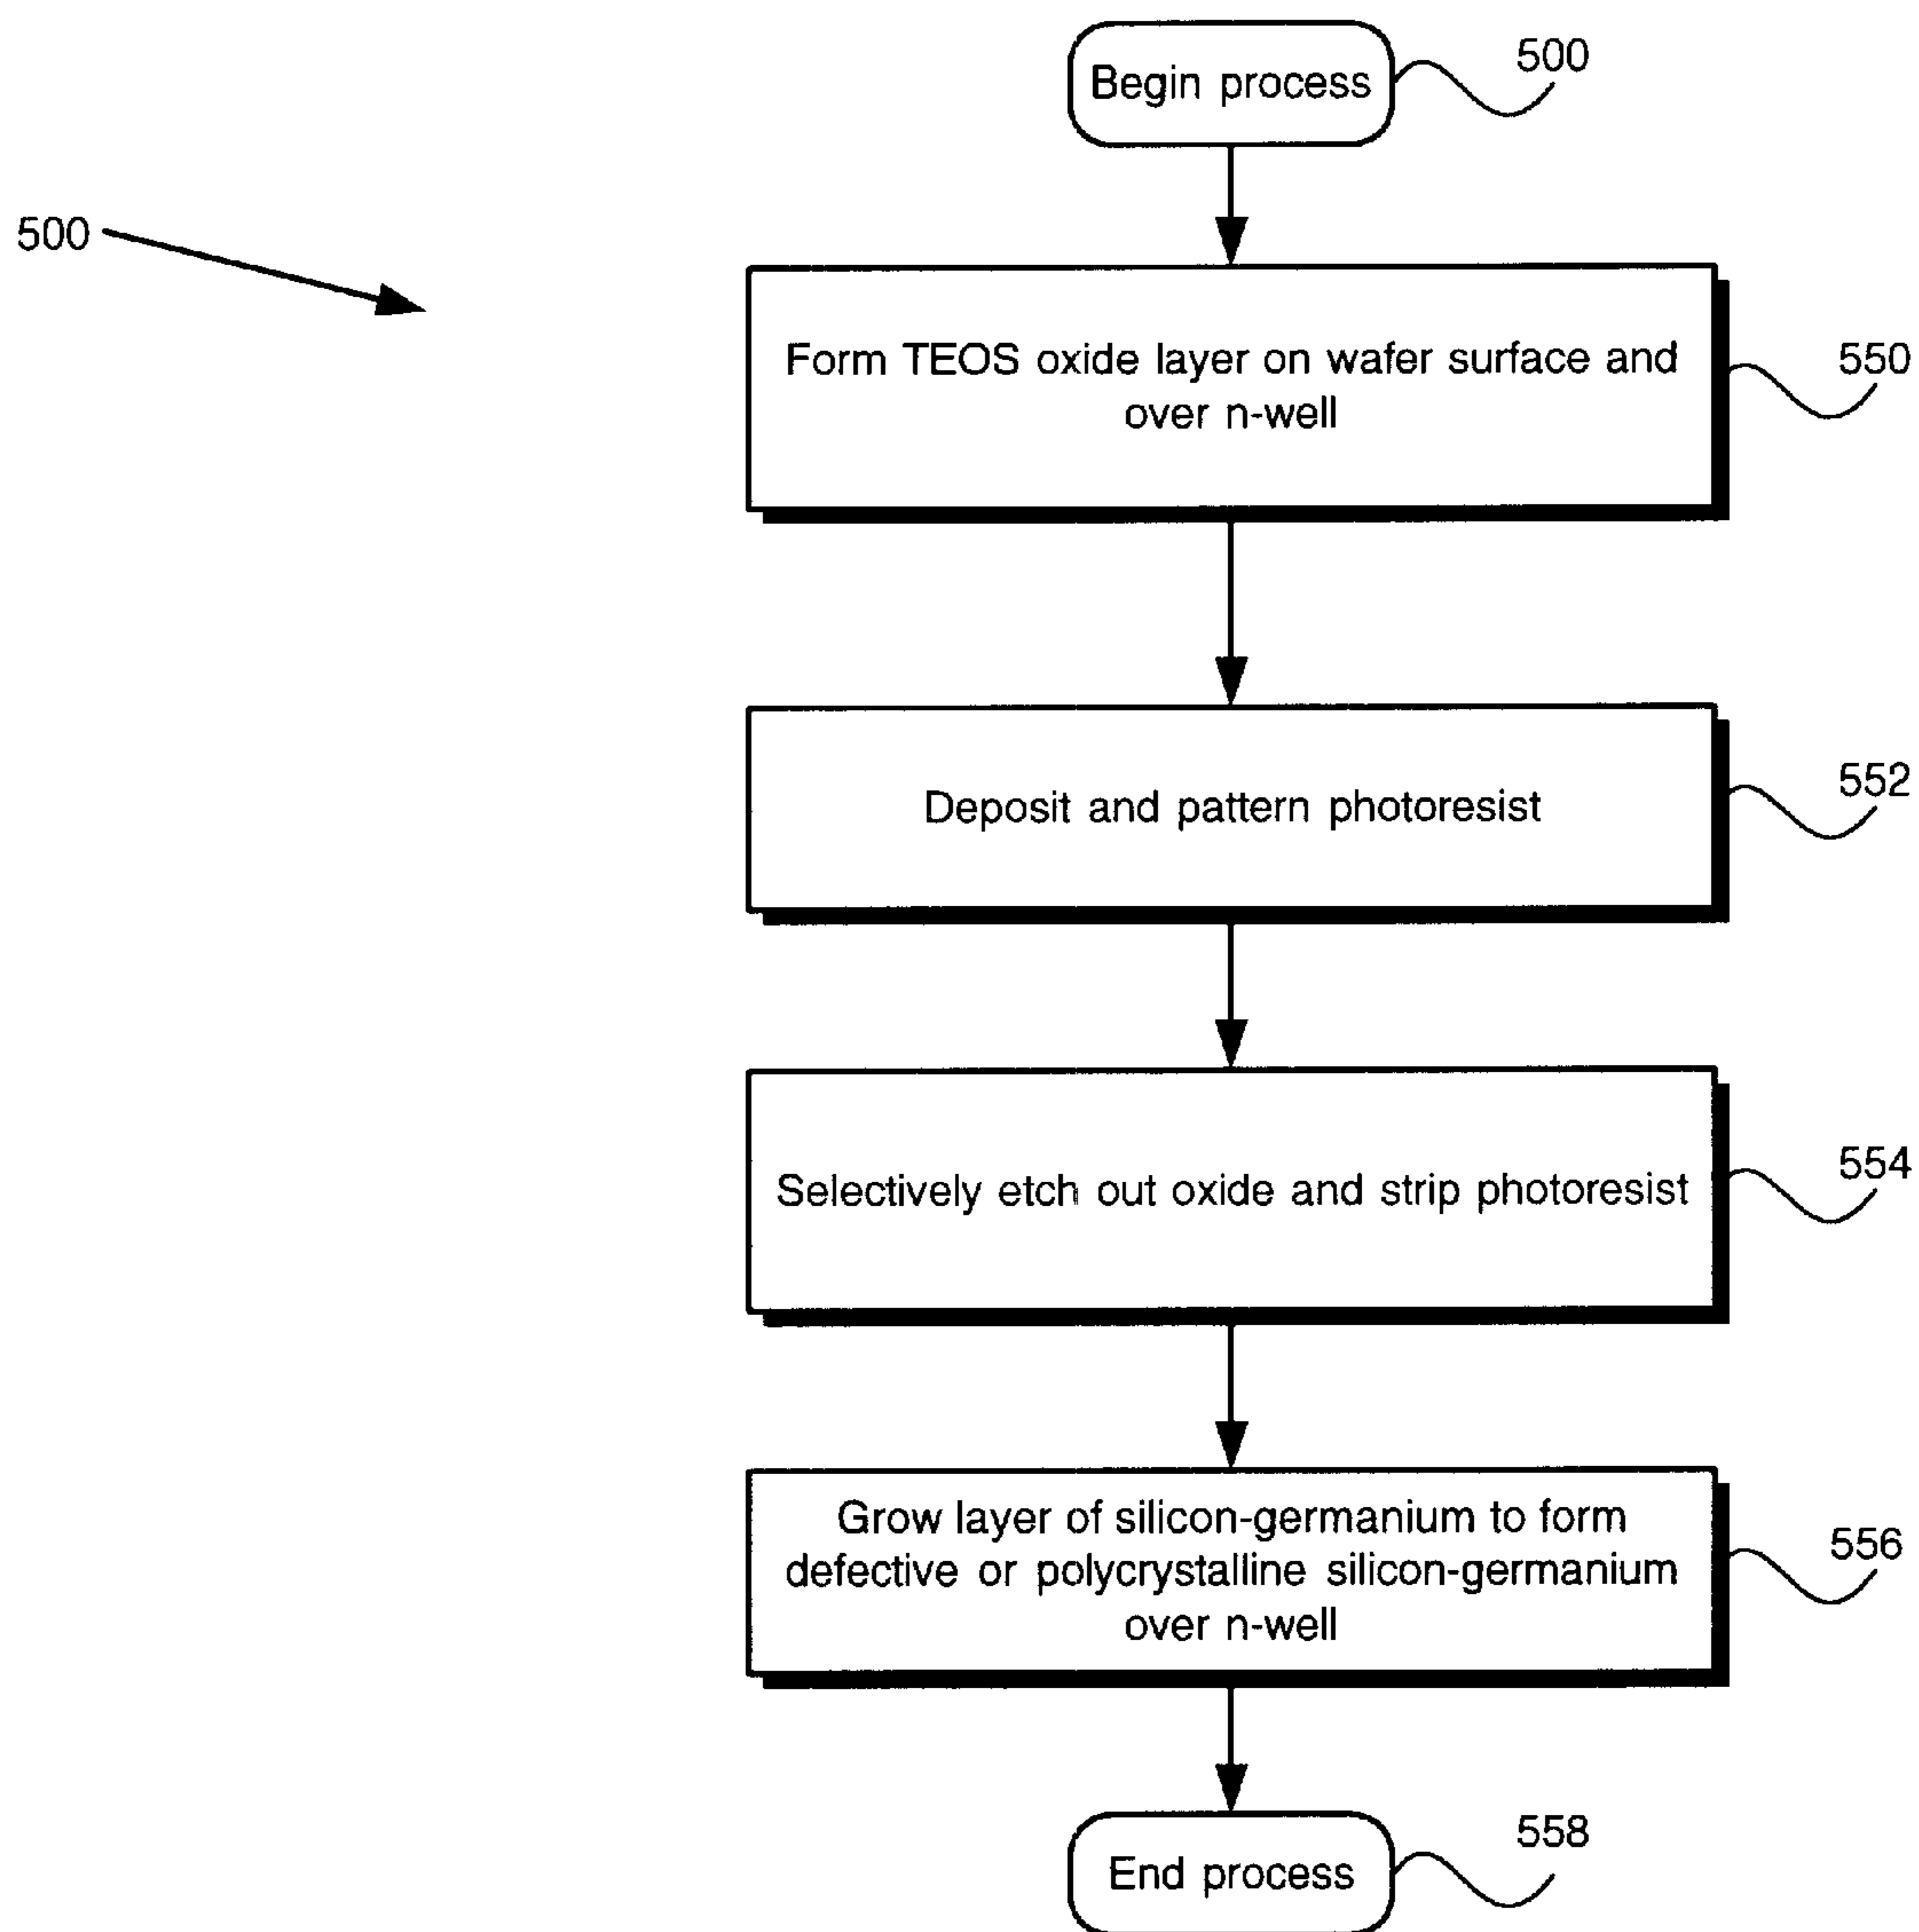 Begin process
500
500
Form TEOS oxide layer on wafer surface and
over n-well
550
Deposit and pattern photoresist
552
Selectively etch out oxide and strip photoresist
554
Grow layer of silicon-germanium to form
defective or polycrystalline silicon-germanium
over n-well
556
End process
558